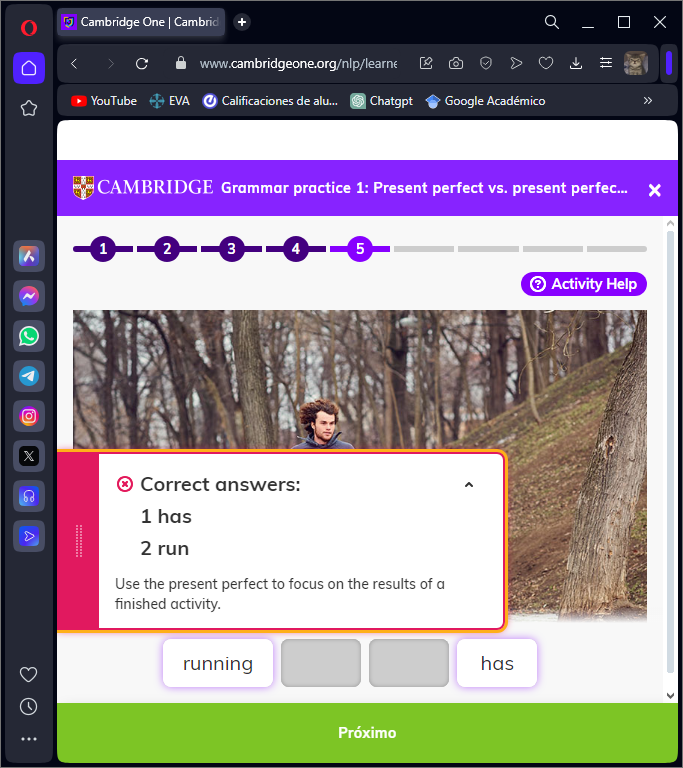 Cambridge One | Cambrid
www.cambridgeone.org/nlp/learne
YouTube EVA Calificaciones de alu... Chatgpt Google Académico »
CAMBRIDGE Grammar practice 1: Present perfect vs. present perfec...
1 2 3 4 5
Activity Help
Correct answers:
1 has
2 run
Use the present perfect to focus on the results of a
finished activity.
running has
Próximo